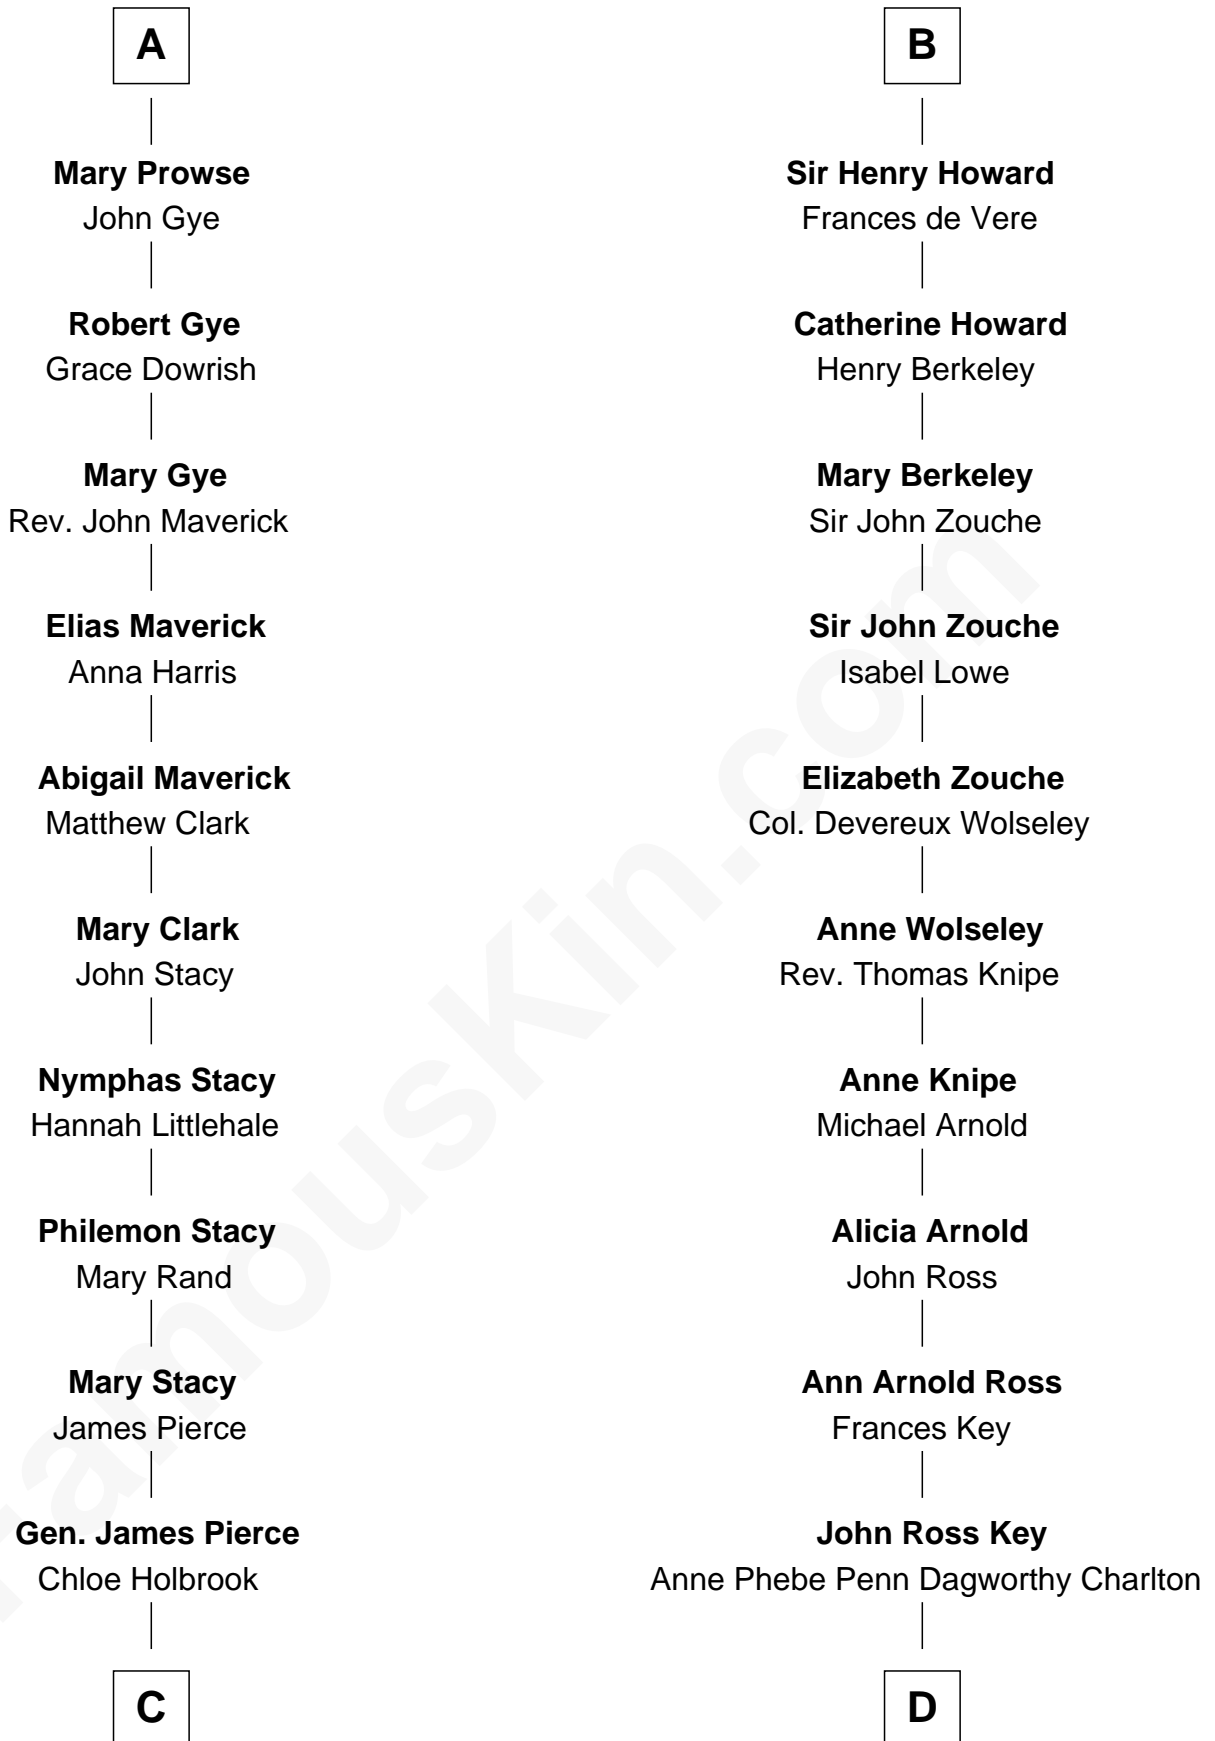 A
Mary Prowse
John Gye
Robert Gye
Grace Dowrish
Mary Gye
Rev. John Maverick
Elias Maverick
Anna Harris
Abigail Maverick
Matthew Clark
Mary Clark
John Stacy
Nymphas Stacy
Hannah Littlehale
Philemon Stacy
Mary Rand
Mary Stacy
James Pierce
Gen. James Pierce
Chloe Holbrook
C
B
Sir Henry Howard
Frances de Vere
Catherine Howard
Henry Berkeley
Mary Berkeley
Sir John Zouche
Sir John Zouche
Isabel Lowe
Elizabeth Zouche
Col. Devereux Wolseley
Anne Wolseley
Rev. Thomas Knipe
Anne Knipe
Michael Arnold
Alicia Arnold
John Ross
Ann Arnold Ross
Frances Key
John Ross Key
Anne Phebe Penn Dagworthy Charlton
D
FamousKin.com